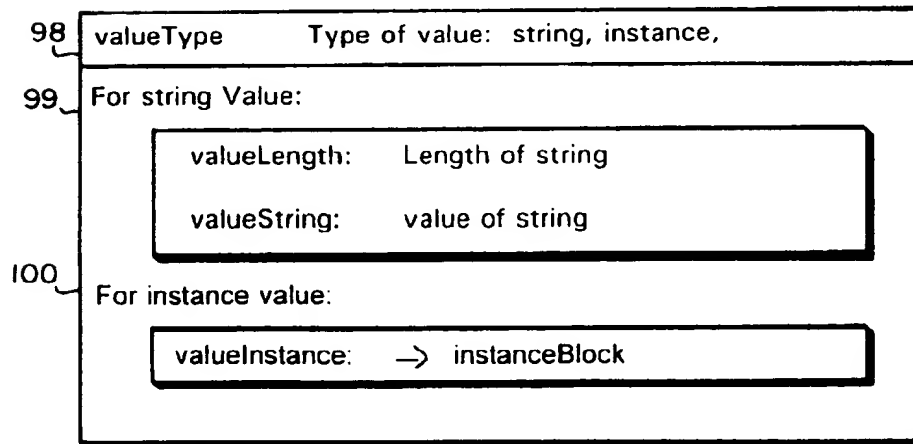 98 valueType Type of value: string, instance,
99 For string Value:
valueLength: Length of string
valueString: value of string
100 For instance value:
valueInstance: -> instanceBlock